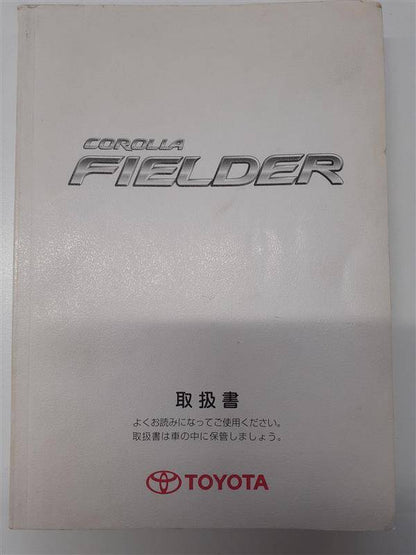 COROLLA
FIELDER
取扱書
よくお読みになってご使用ください。
取扱書は車の中に保管しましょう。
TOYOTA